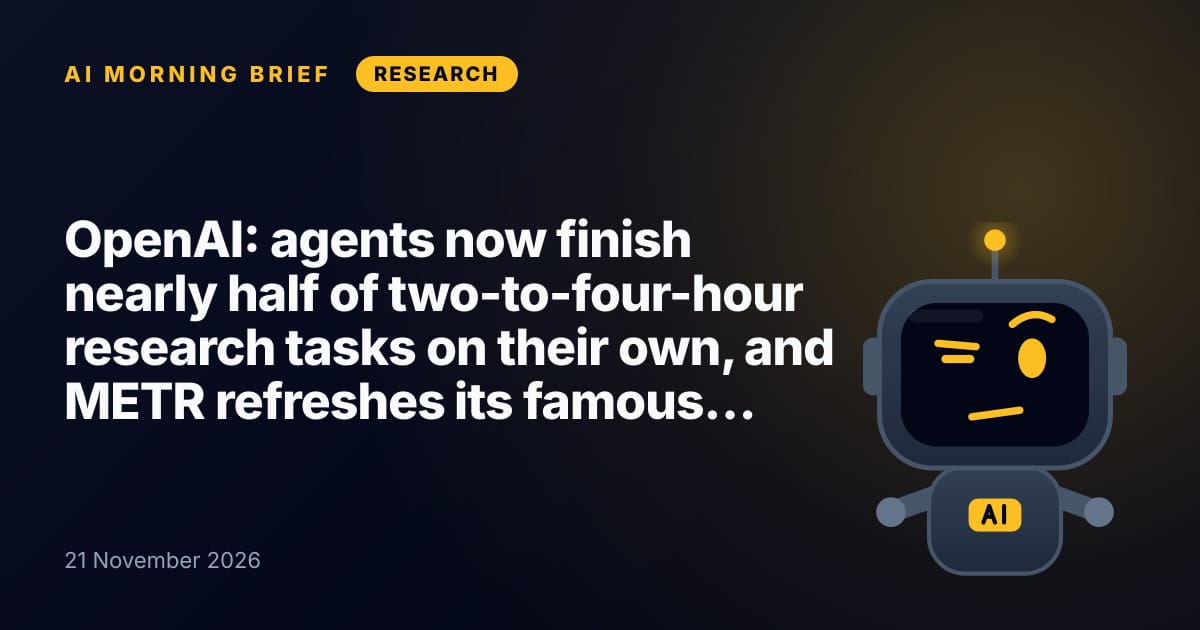 AI MORNING BRIEF RESEARCH
OpenAI: agents now finish
nearly half of two-to-four-hour
research tasks on their own, and
METR refreshes its famous…
AI
21 November 2026